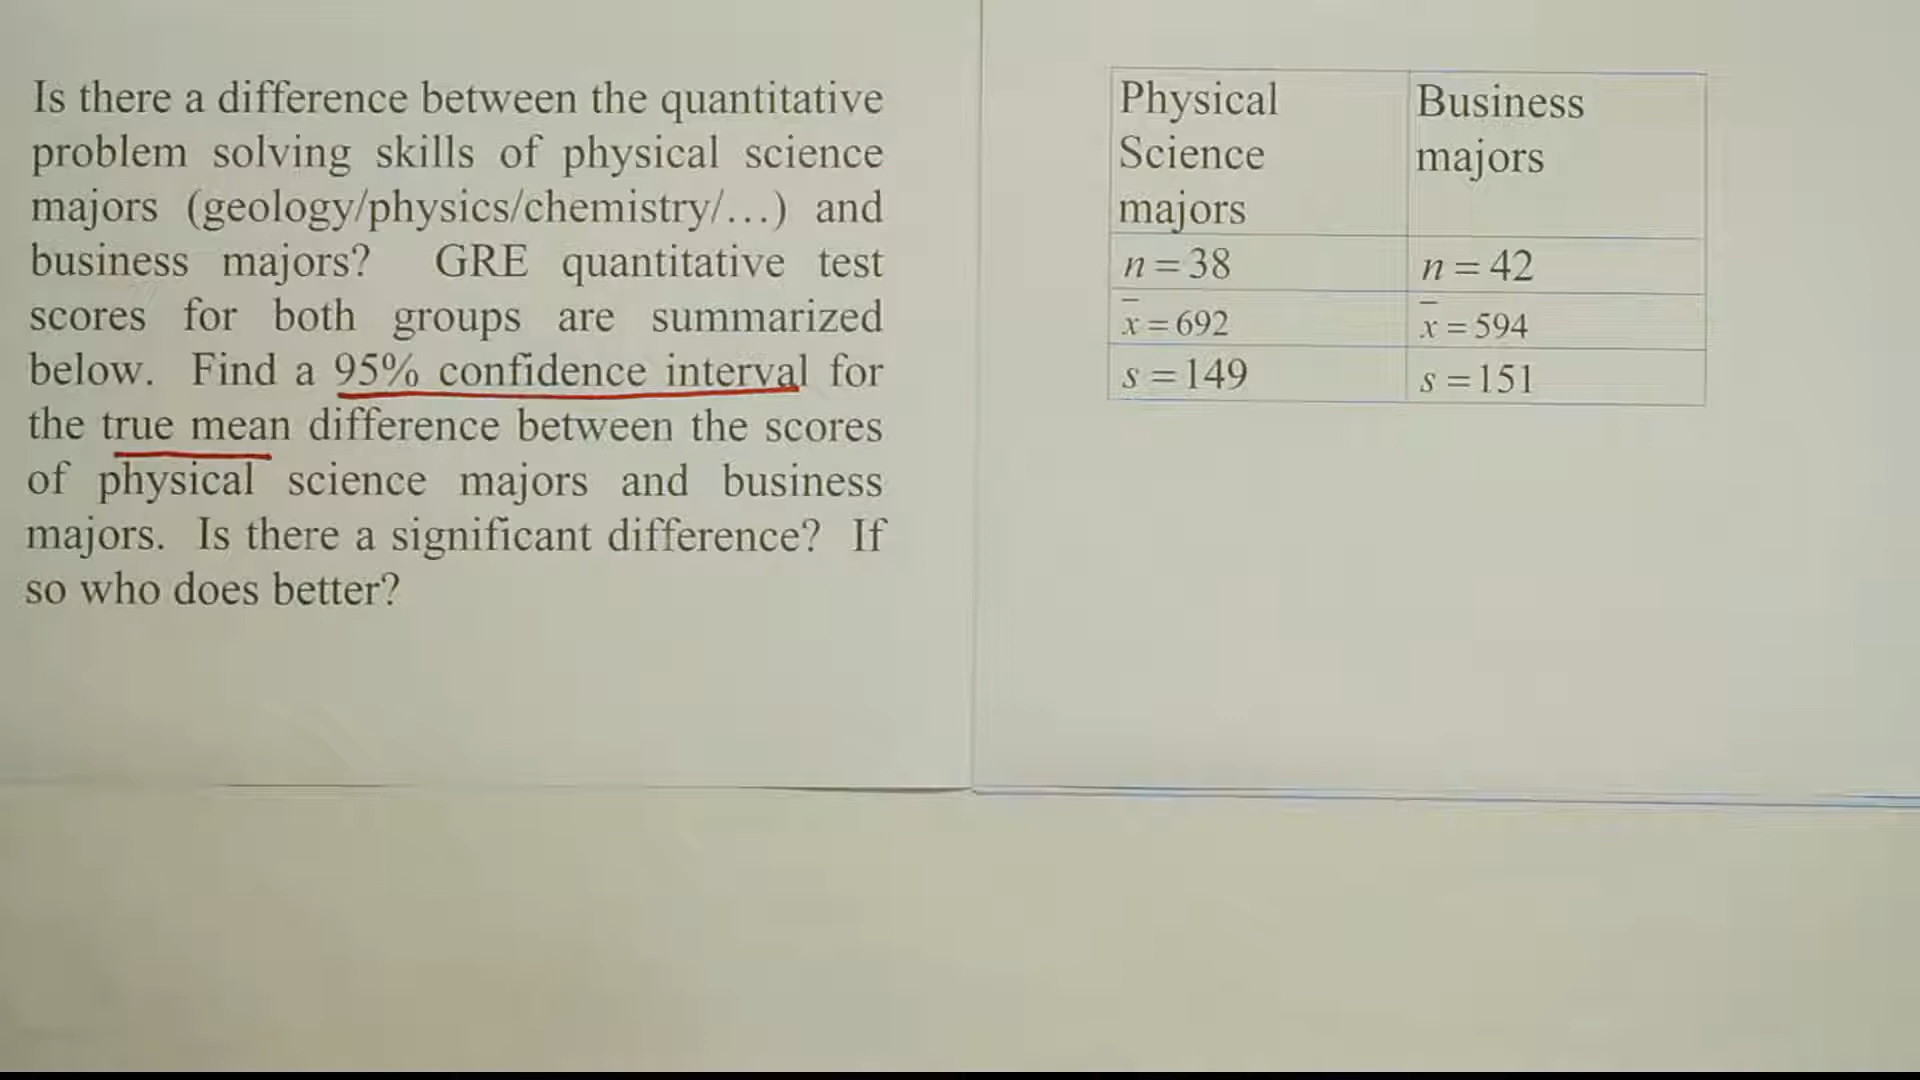 Is there a difference between the quantitative
problem solving skills of physical science
majors (geology/physics/chemistry/…) and
business majors? GRE quantitative test
scores for both groups are summarized
below. Find a 95% confidence interval for
the true mean difference between the scores
of physical science majors and business
majors. Is there a significant difference? If
so who does better?
Physical
Science
majors
Business
majors
n = 38
n = 42
x̄ = 692
x̄ = 594
s = 149
s = 151